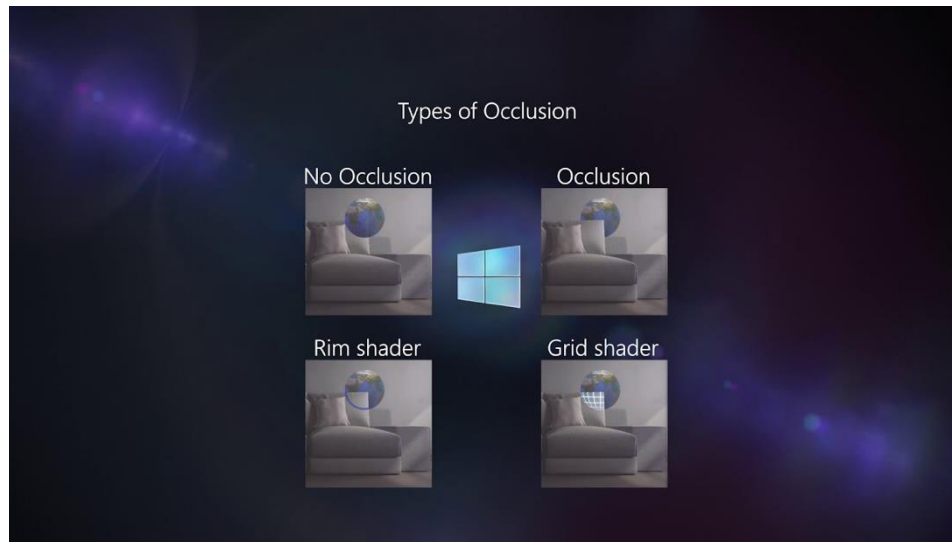 Types of Occlusion
No Occlusion
Occlusion
Rim shader
Grid shader